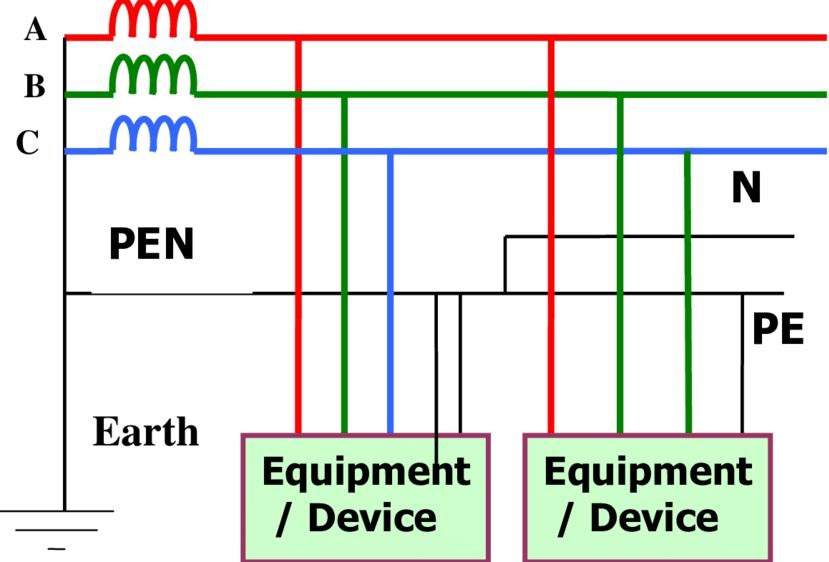 A
B
C
N
PEN
PE
Earth
Equipment
/ Device
Equipment
/ Device